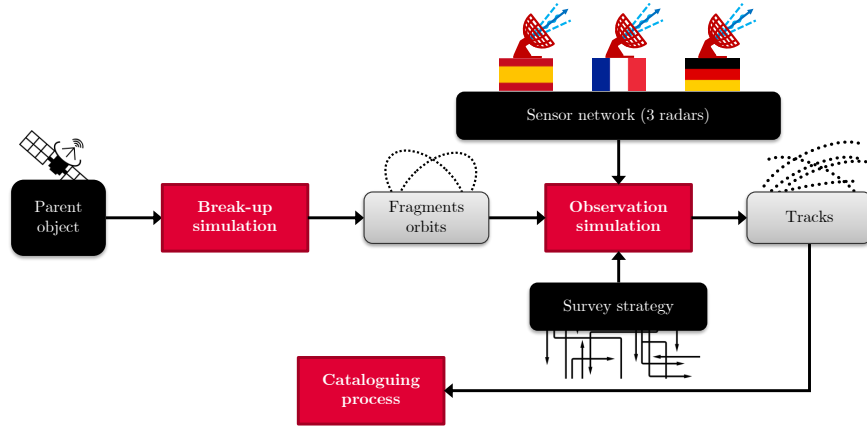 Sensor network (3 radars)
Parent
object
Break-up
simulation
Fragments
orbits
Observation
simulation
Tracks
Survey strategy
Cataloguing
process